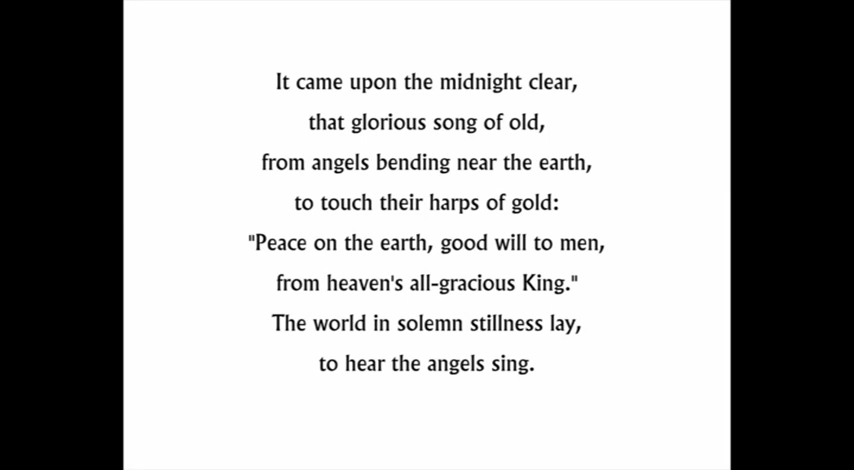 It came upon the midnight clear,
that glorious song of old,
from angels bending near the earth,
to touch their harps of gold:
"Peace on the earth, good will to men,
from heaven's all-gracious King."
The world in solemn stillness lay,
to hear the angels sing.